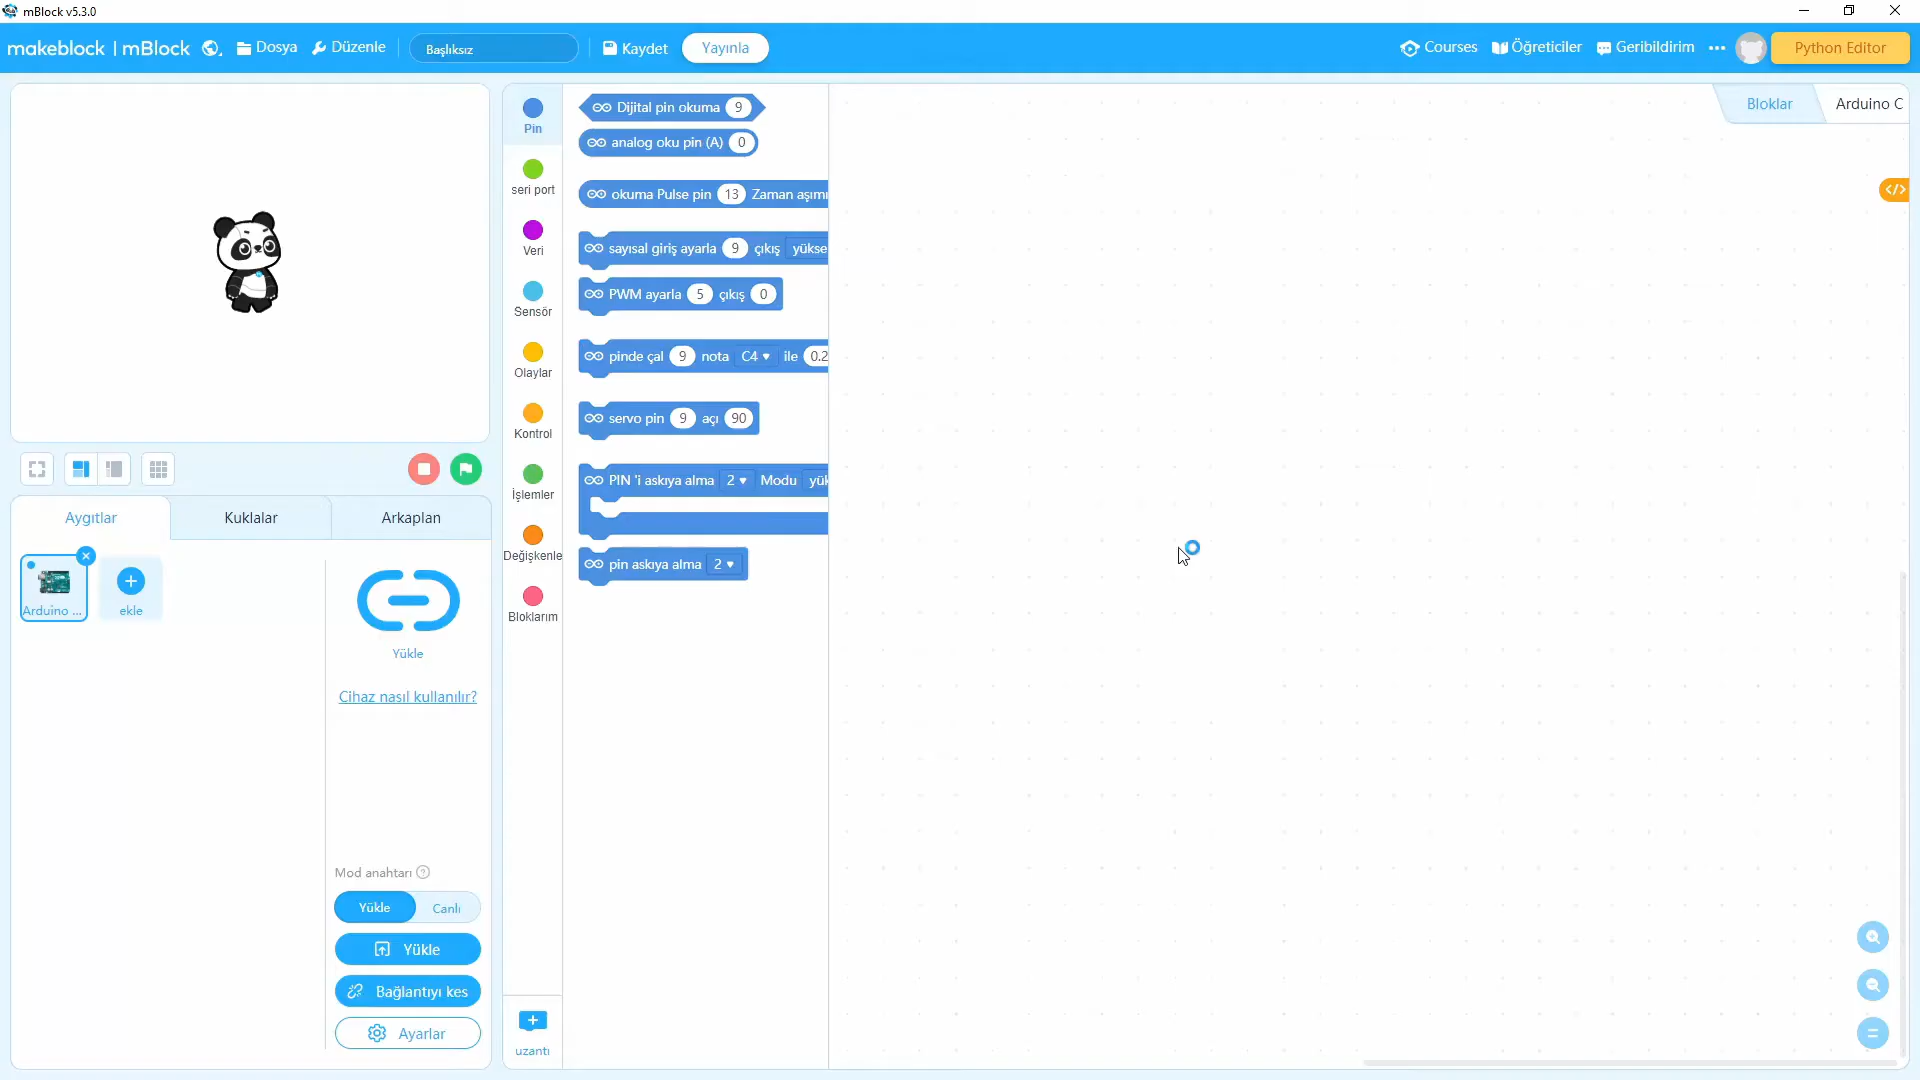 mBlock v5.3.0
makeblock | mBlock Dosya Düzenle Başlıksız Kaydet Yayınla Courses Öğreticiler Geribildirim Python Editor
Bloklar Arduino C
</>
Pin
seri port
Veri
Sensör
Olaylar
Kontrol
İşlemler
Değişkenle
Bloklarım
uzantı
Dijital pin okuma 9
analog oku pin (A) 0
okuma Pulse pin 13 Zaman aşımı
sayısal giriş ayarla 9 çıkış yükse
PWM ayarla 5 çıkış 0
pinde çal 9 nota C4 ile 0.2
servo pin 9 açı 90
PIN 'i askıya alma 2 Modu yük
pin askıya alma 2
Aygıtlar Kuklalar Arkaplan
Arduino ... ekle
Yükle
Cihaz nasıl kullanılır?
Mod anahtarı
Yükle Canlı
Yükle
Bağlantıyı kes
Ayarlar